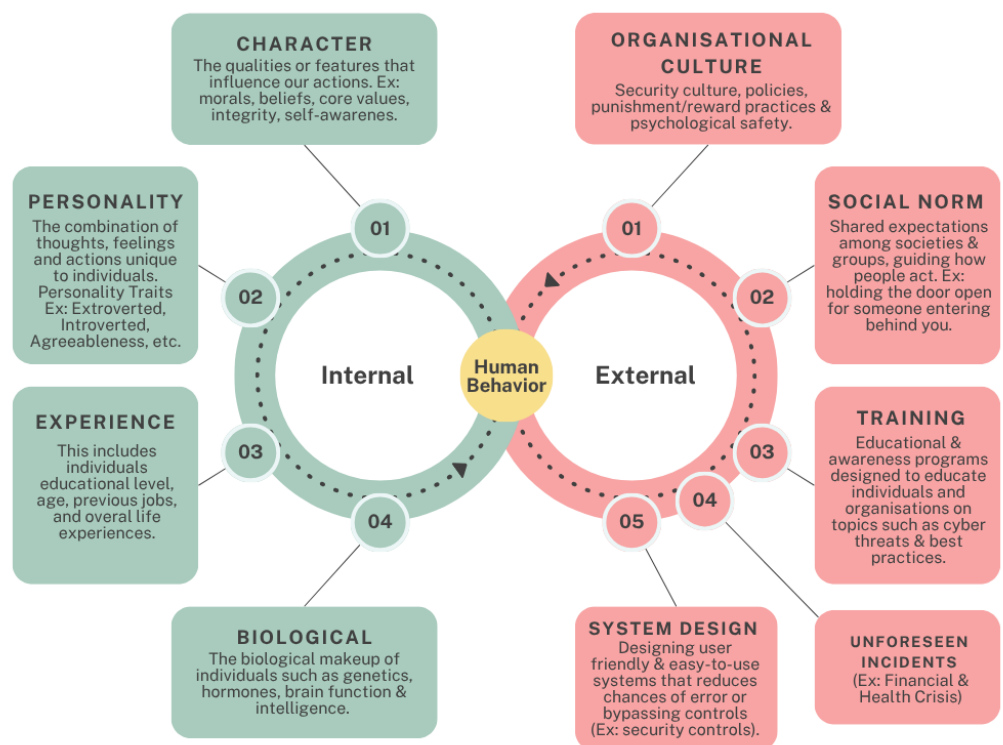 CHARACTER
The qualities or features that
influence our actions. Ex:
morals, beliefs, core values,
integrity, self-awarenes.
ORGANISATIONAL
CULTURE
Security culture, policies,
punishment/reward practices &
psychological safety.
PERSONALITY
The combination of
thoughts, feelings
and actions unique
to individuals.
Personality Traits
Ex: Extroverted,
Introverted,
Agreeableness, etc.
01
02
03
04
Internal
Human
Behavior
External
01
02
03
04
05
SOCIAL NORM
Shared expectations
among societies &
groups, guiding how
people act. Ex:
holding the door open
for someone entering
behind you.
EXPERIENCE
This includes
individuals
educational level,
age, previous jobs,
and overal life
experiences.
TRAINING
Educational &
awareness programs
designed to educate
individuals and
organisations on
topics such as cyber
threats & best
practices.
BIOLOGICAL
The biological makeup of
individuals such as genetics,
hormones, brain function &
intelligence.
SYSTEM DESIGN
Designing user
friendly & easy-to-use
systems that reduces
chances of error or
bypassing controls
(Ex: security controls).
UNFORESEEN
INCIDENTS
(Ex: Financial &
Health Crisis)